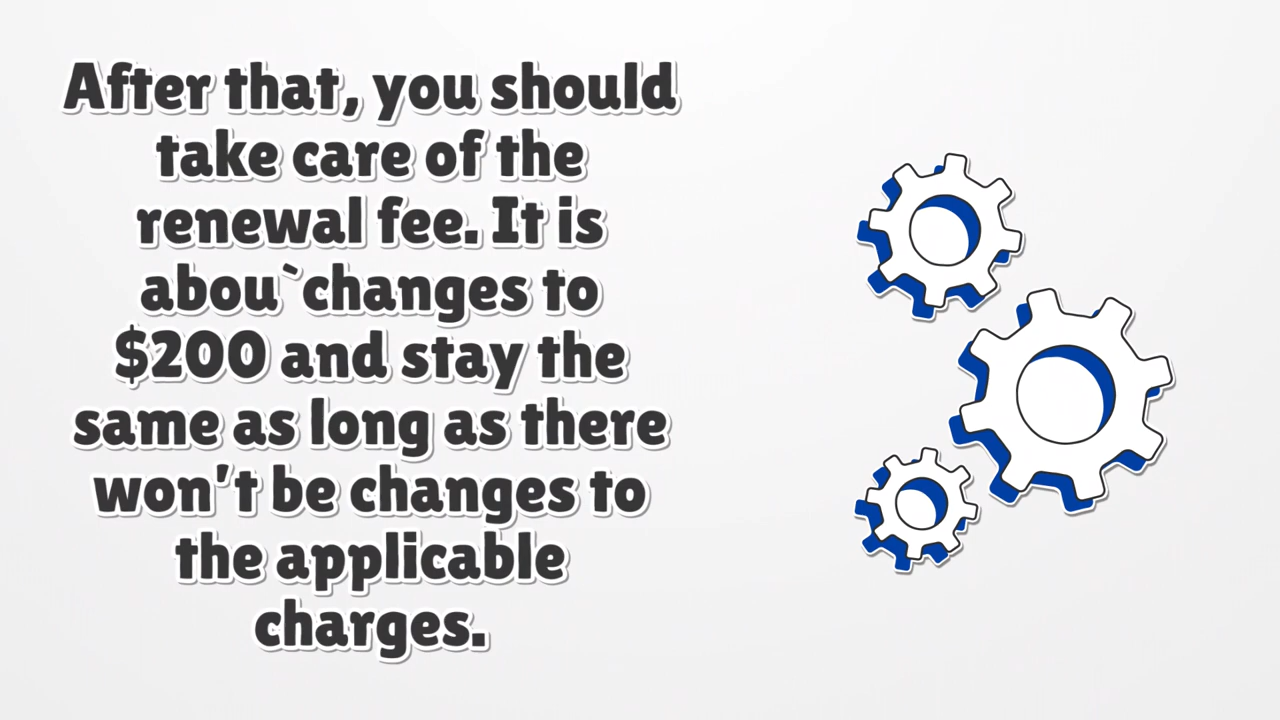 After that, you should
take care of the
renewal fee. It is
abou`changes to
$200 and stay the
same as long as there
won't be changes to
the applicable
charges.